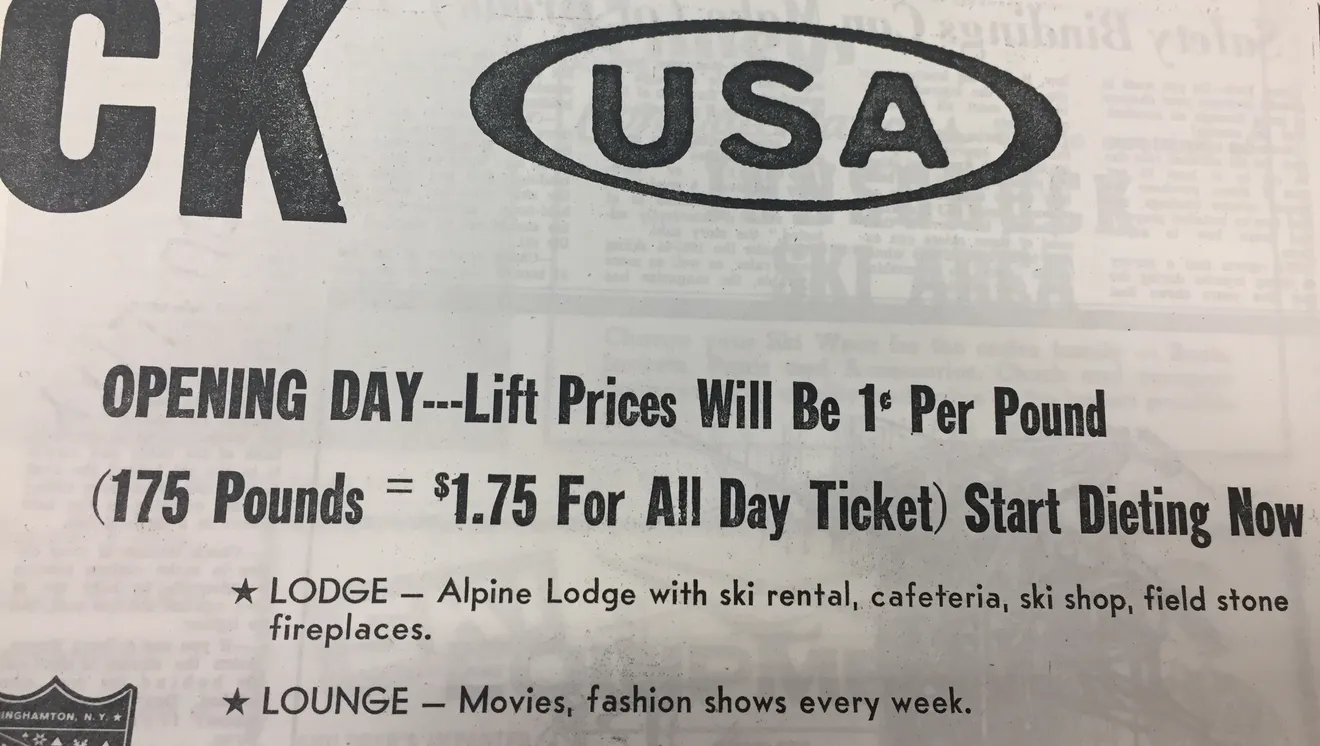 CK USA
OPENING DAY---Lift Prices Will Be 1¢ Per Pound
(175 Pounds = $1.75 For All Day Ticket) Start Dieting Now
★ LODGE — Alpine Lodge with ski rental, cafeteria, ski shop, field stone
fireplaces.
★ LOUNGE — Movies, fashion shows every week.
INGHAMTON, N.Y. ★